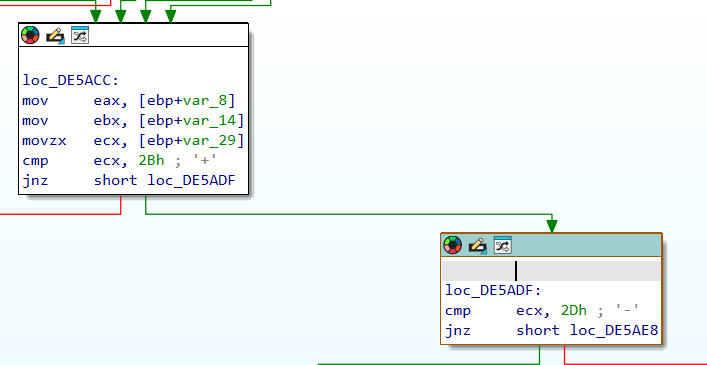 loc_DE5ACC:
mov     eax, [ebp+var_8]
mov     ebx, [ebp+var_14]
movzx   ecx, [ebp+var_29]
cmp     ecx, 2Bh ; '+'
jnz     short loc_DE5ADF
loc_DE5ADF:
cmp     ecx, 2Dh ; '-'
jnz     short loc_DE5AE8